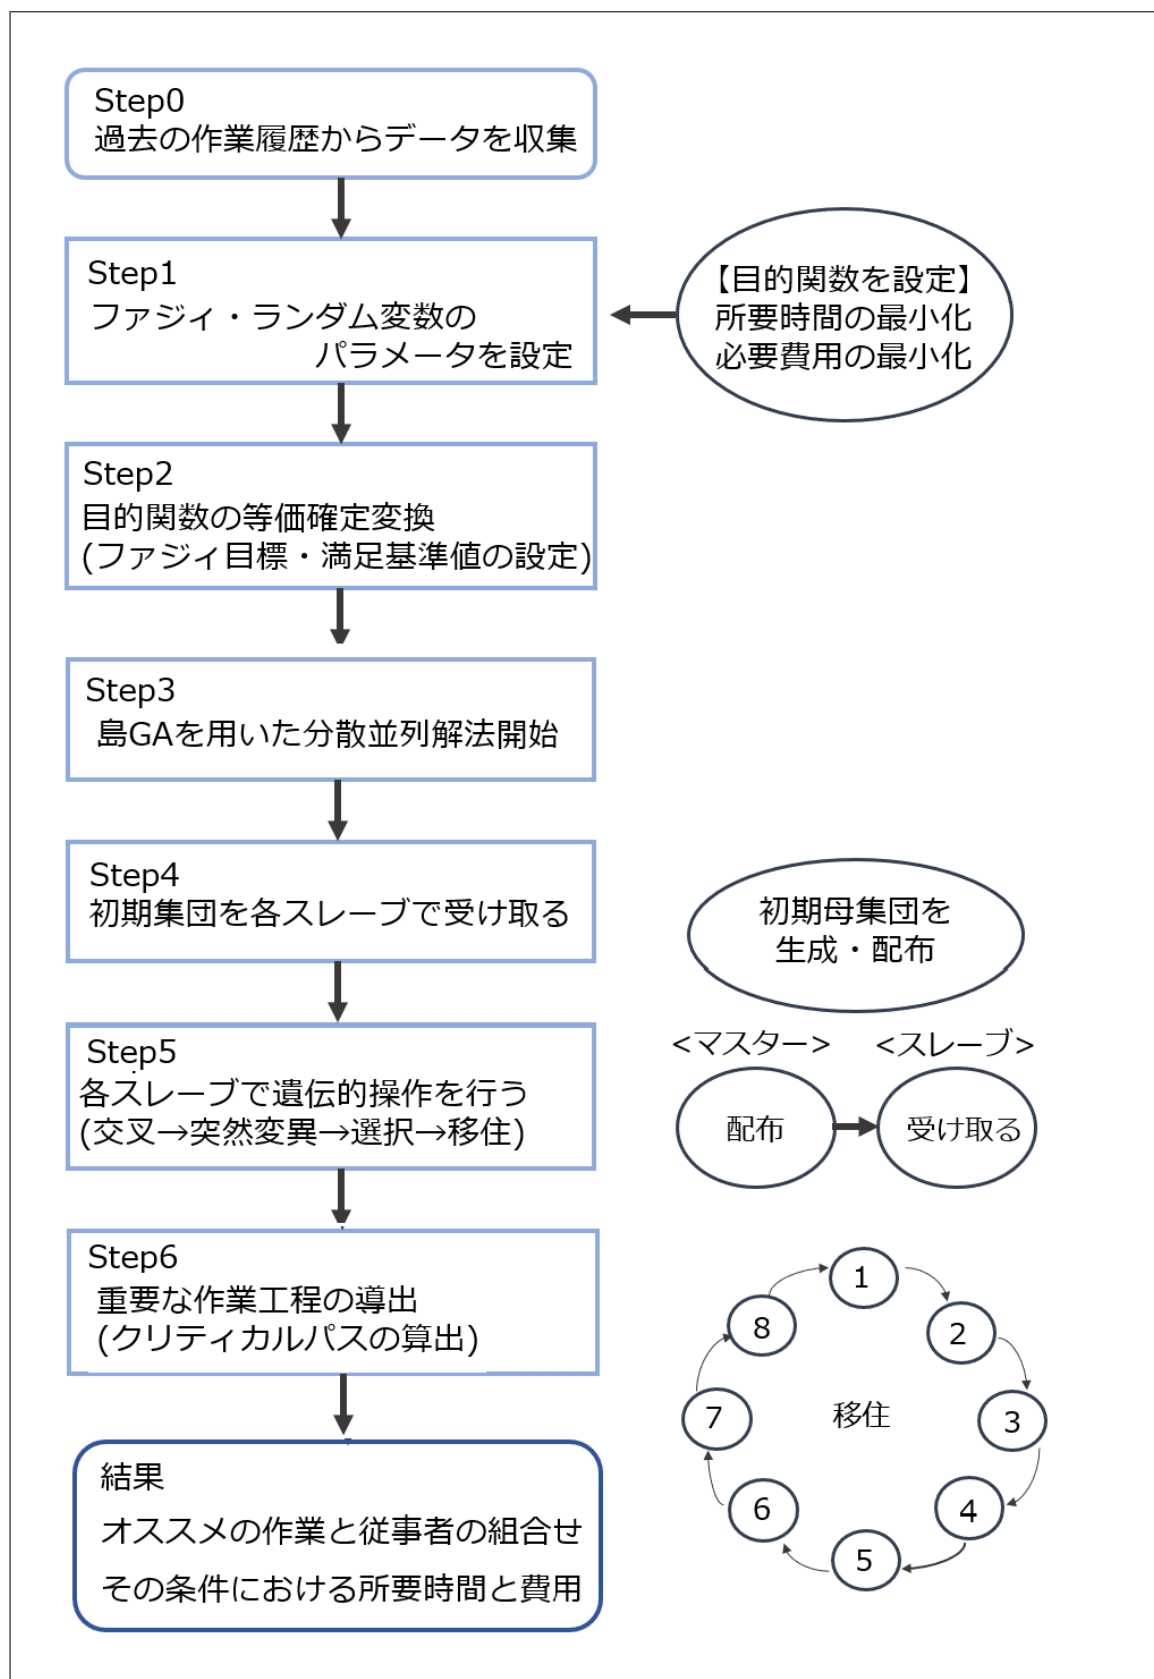 Step0
過去の作業履歴からデータを収集
Step1
ファジィ・ランダム変数の
パラメータを設定
【目的関数を設定】
所要時間の最小化
必要費用の最小化
Step2
目的関数の等価確定変換
(ファジィ目標・満足基準値の設定)
Step3
島GAを用いた分散並列解法開始
Step4
初期集団を各スレーブで受け取る
初期母集団を
生成・配布
<マスター>
<スレーブ>
配布
受け取る
Step5
各スレーブで遺伝的操作を行う
(交叉→突然変異→選択→移住)
Step6
重要な作業工程の導出
(クリティカルパスの算出)
1
2
3
4
5
6
7
8
移住
結果
オススメの作業と従事者の組合せ
その条件における所要時間と費用